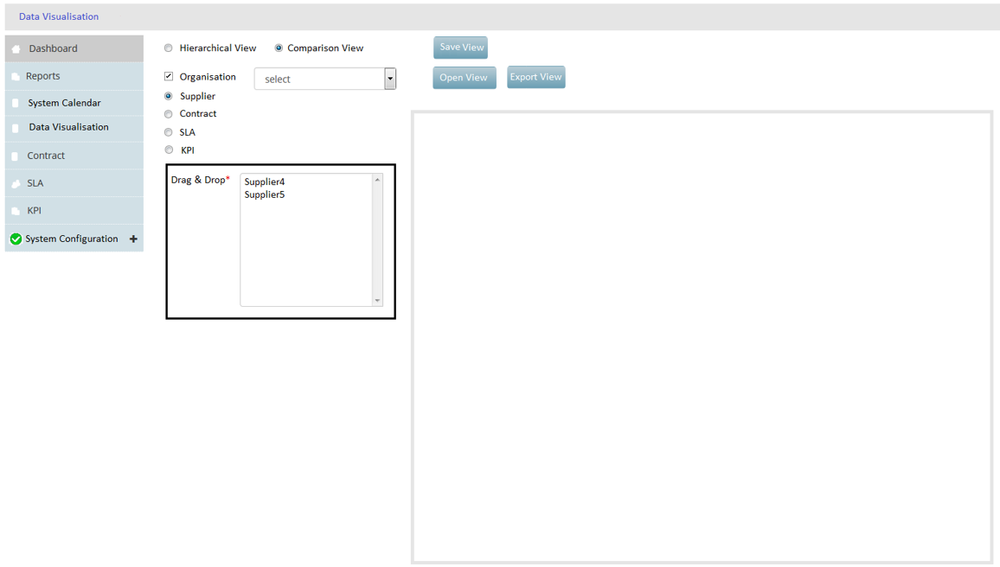 Data Visualisation
Dashboard
Reports
System Calendar
Data Visualisation
Contract
SLA
KPI
System Configuration
Hierarchical View
Comparison View
Organisation
select
Supplier
Contract
SLA
KPI
Drag & Drop*
Supplier4
Supplier5
Save View
Open View
Export View